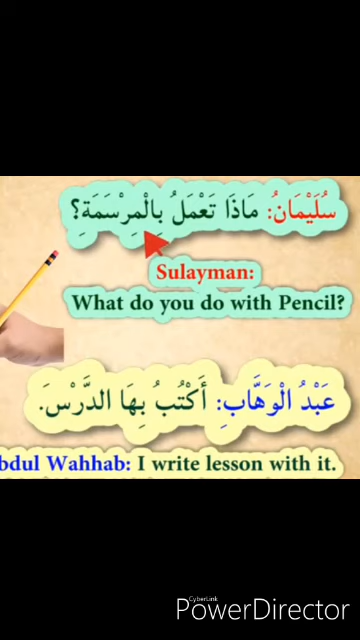 سُلَيْمَانُ: مَاذَا تَعْمَلُ بِالْمِرْسَمَةِ؟
Sulayman:
What do you do with Pencil?
عَبْدُ الْوَهَّابِ: أَكْتُبُ بِهَا الدَّرْسَ.
bdul Wahhab: I write lesson with it.
CyberLink
PowerDirector